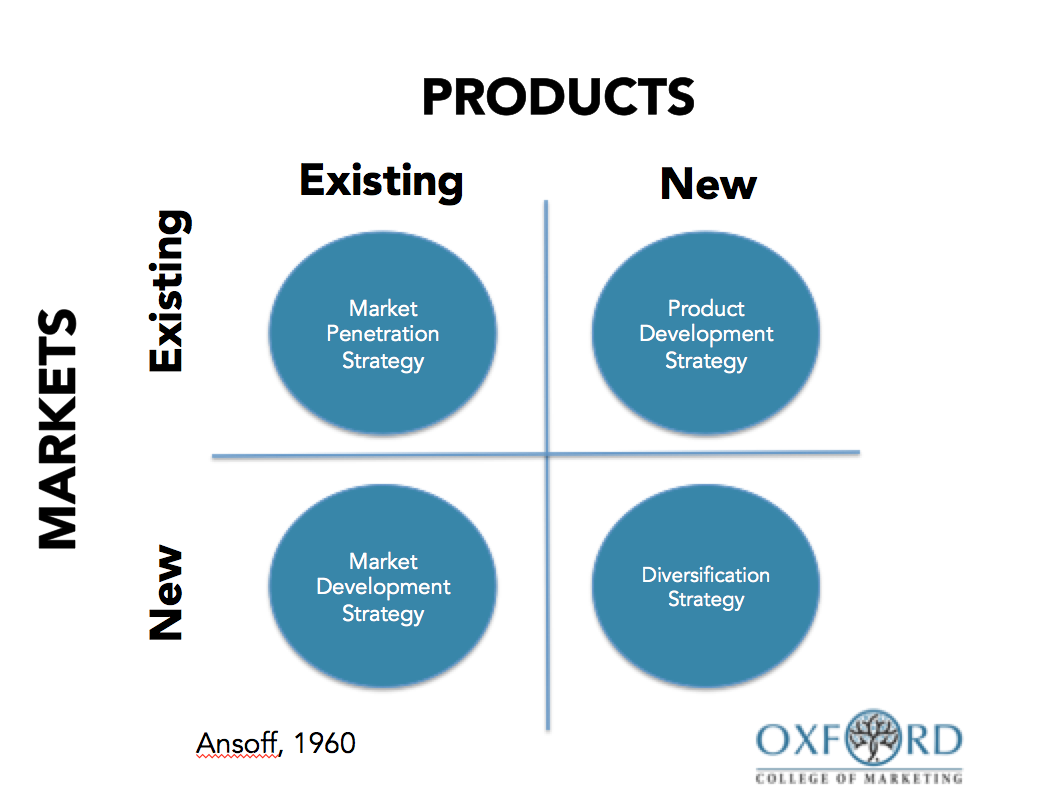 PRODUCTS
Existing
New
MARKETS
Existing
Market
Penetration
Strategy
Product
Development
Strategy
New
Market
Development
Strategy
Diversification
Strategy
Ansoff, 1960
OXFORD
COLLEGE OF MARKETING